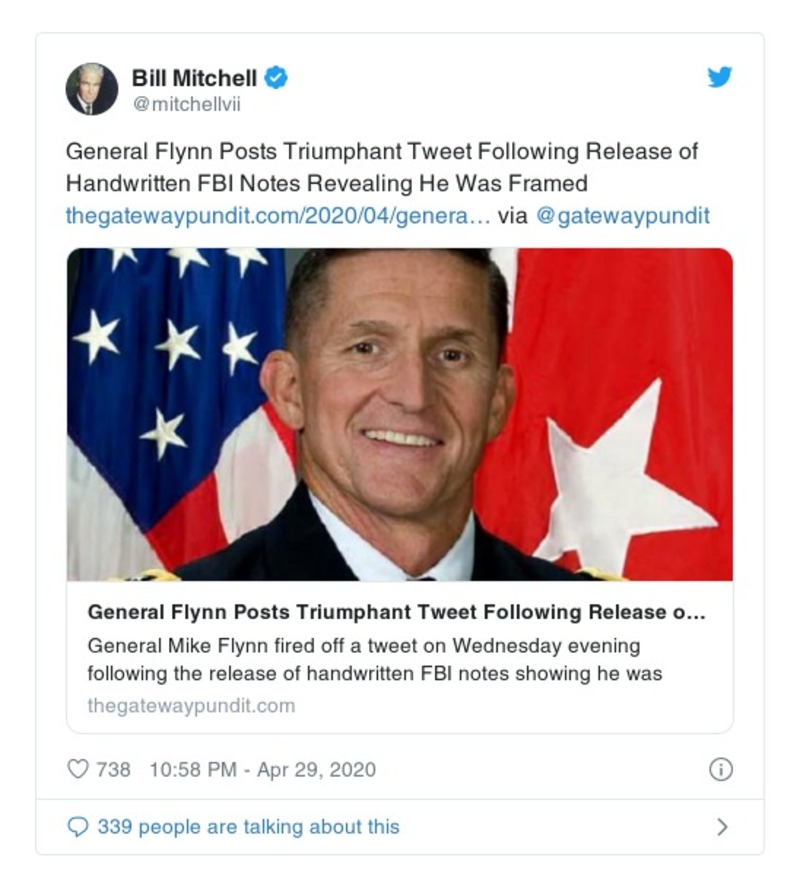 Bill Mitchell
@mitchellvii
General Flynn Posts Triumphant Tweet Following Release of
Handwritten FBI Notes Revealing He Was Framed
thegatewaypundit.com/2020/04/genera… via @gatewaypundit
General Flynn Posts Triumphant Tweet Following Release o…
General Mike Flynn fired off a tweet on Wednesday evening
following the release of handwritten FBI notes showing he was
thegatewaypundit.com
738 10:58 PM - Apr 29, 2020
339 people are talking about this